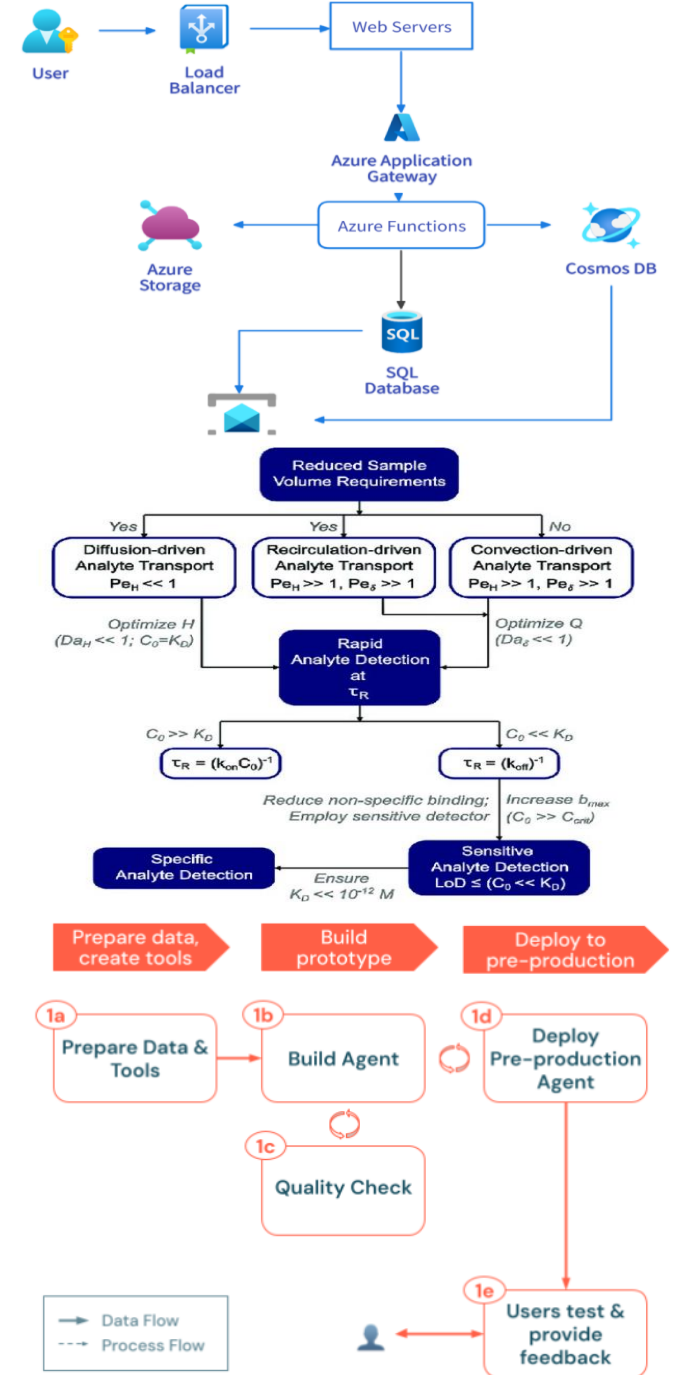 User
Load
Balancer
Web Servers
Azure Application
Gateway
Azure Functions
Azure
Storage
Cosmos DB
SQL
SQL
Database
Reduced Sample
Volume Requirements
Yes
Yes
No
Diffusion-driven
Analyte Transport
Pe_H << 1
Recirculation-driven
Analyte Transport
Pe_H >> 1, Pe_δ >> 1
Convection-driven
Analyte Transport
Pe_H >> 1, Pe_δ >> 1
Optimize H
(Da_H << 1; C_0=K_D)
Optimize Q
(Da_δ << 1)
Rapid
Analyte Detection
at
τ_R
C_0 >> K_D
C_0 << K_D
τ_R = (k_on C_0)^-1
τ_R = (k_off)^-1
Reduce non-specific binding;
Employ sensitive detector
Increase b_max
(C_0 >> C_crit)
Specific
Analyte Detection
Ensure
K_D << 10^-12 M
Sensitive
Analyte Detection
LoD ≤ (C_0 << K_D)
Prepare data,
create tools
Build
prototype
Deploy to
pre-production
1a
Prepare Data &
Tools
1b
Build Agent
1d
Deploy
Pre-production
Agent
1c
Quality Check
1e
Users test &
provide
feedback
Data Flow
Process Flow